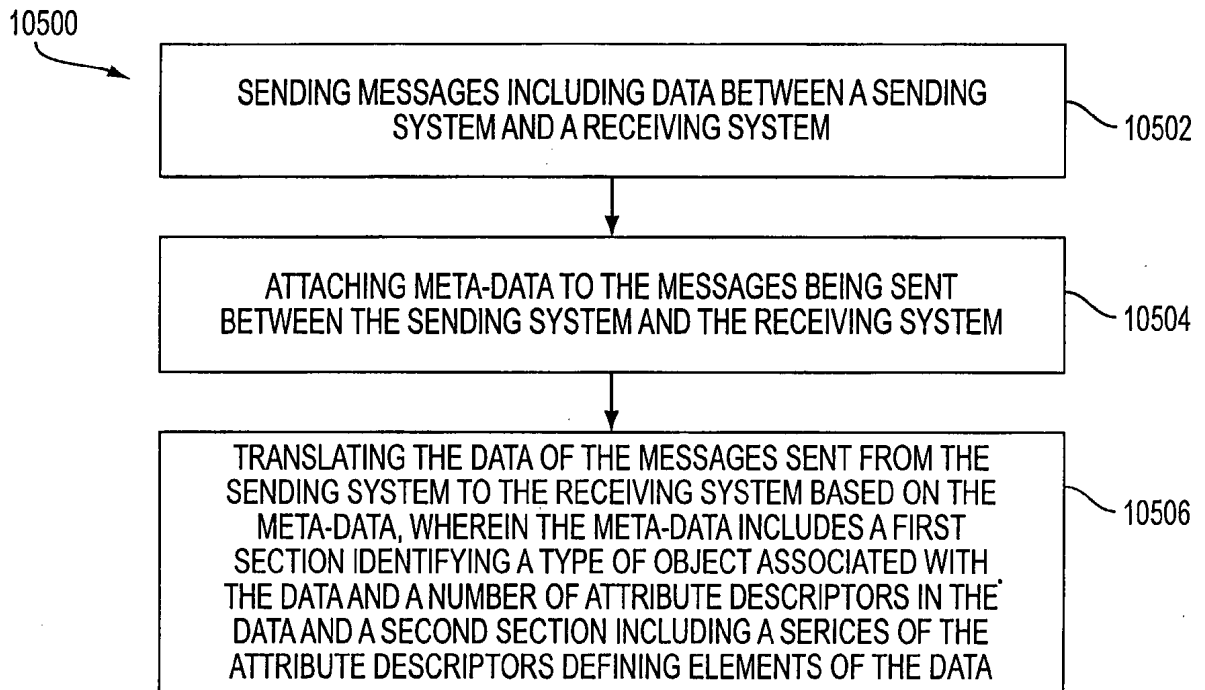 10500
SENDING MESSAGES INCLUDING DATA BETWEEN A SENDING
SYSTEM AND A RECEIVING SYSTEM
10502
ATTACHING META-DATA TO THE MESSAGES BEING SENT
BETWEEN THE SENDING SYSTEM AND THE RECEIVING SYSTEM
10504
TRANSLATING THE DATA OF THE MESSAGES SENT FROM THE
SENDING SYSTEM TO THE RECEIVING SYSTEM BASED ON THE
META-DATA, WHEREIN THE META-DATA INCLUDES A FIRST
SECTION IDENTIFYING A TYPE OF OBJECT ASSOCIATED WITH
THE DATA AND A NUMBER OF ATTRIBUTE DESCRIPTORS IN THE
DATA AND A SECOND SECTION INCLUDING A SERICES OF THE
ATTRIBUTE DESCRIPTORS DEFINING ELEMENTS OF THE DATA
10506